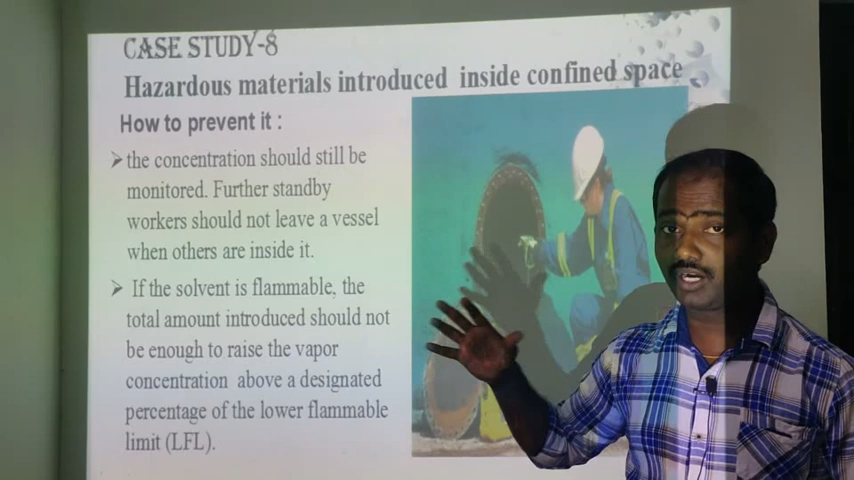 CASE STUDY-8
Hazardous materials introduced inside confined space
How to prevent it :
➢ the concentration should still be
monitored. Further standby
workers should not leave a vessel
when others are inside it.
➢ If the solvent is flammable, the
total amount introduced should not
be enough to raise the vapor
concentration above a designated
percentage of the lower flammable
limit (LFL).